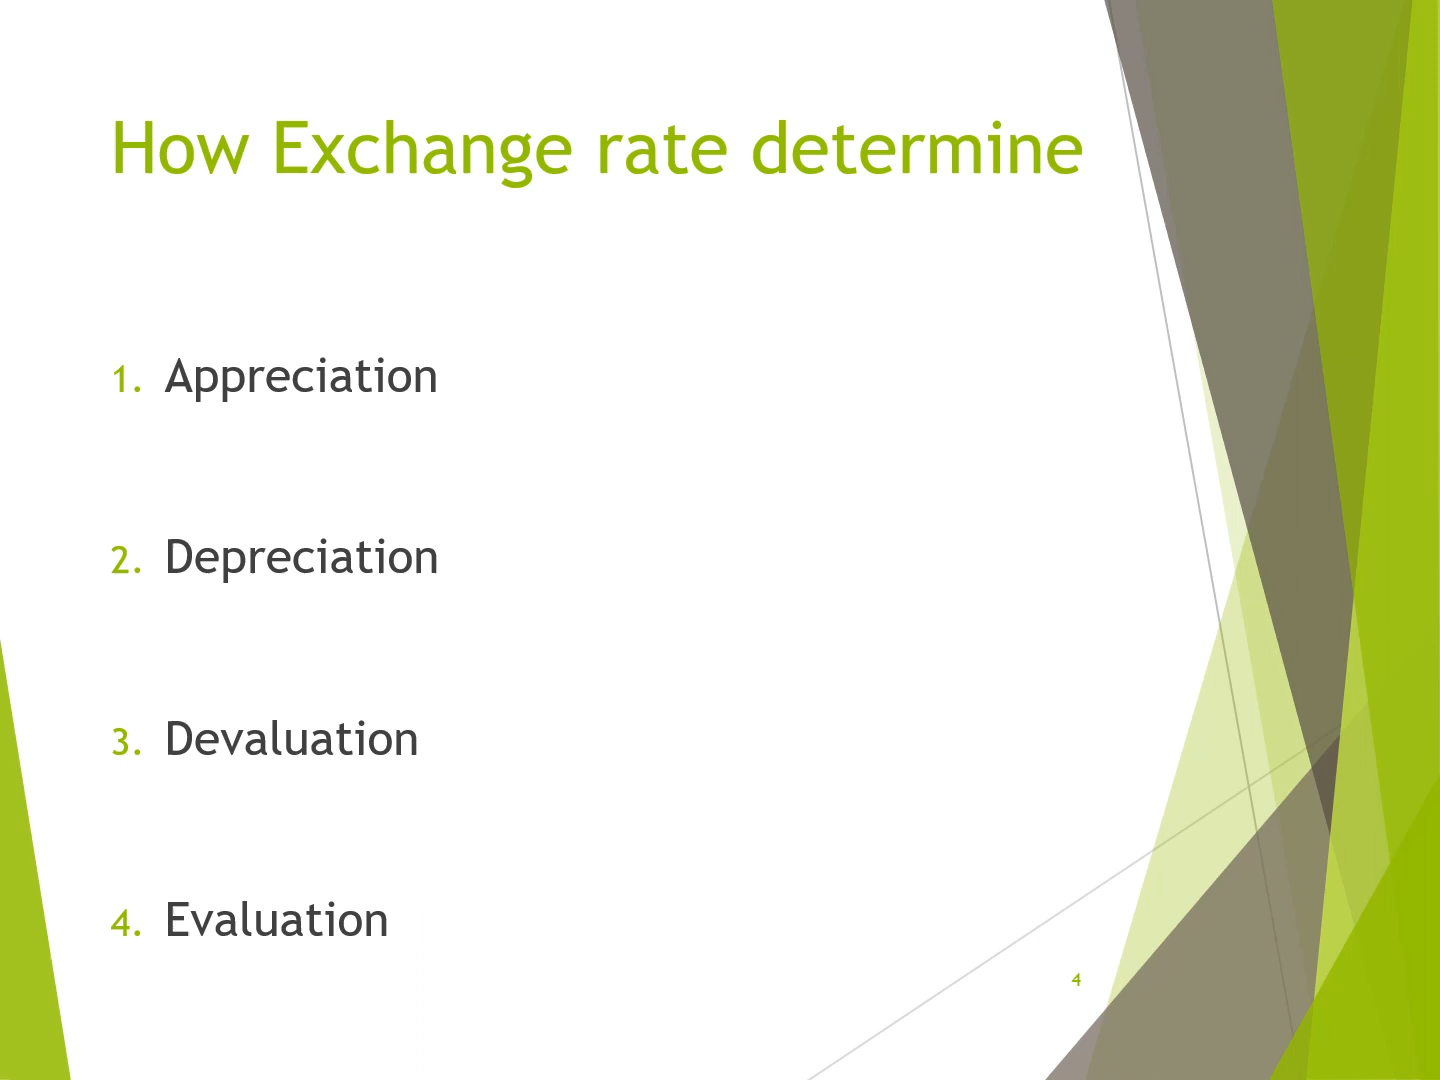 How Exchange rate determine
1. Appreciation
2. Depreciation
3. Devaluation
4. Evaluation
4